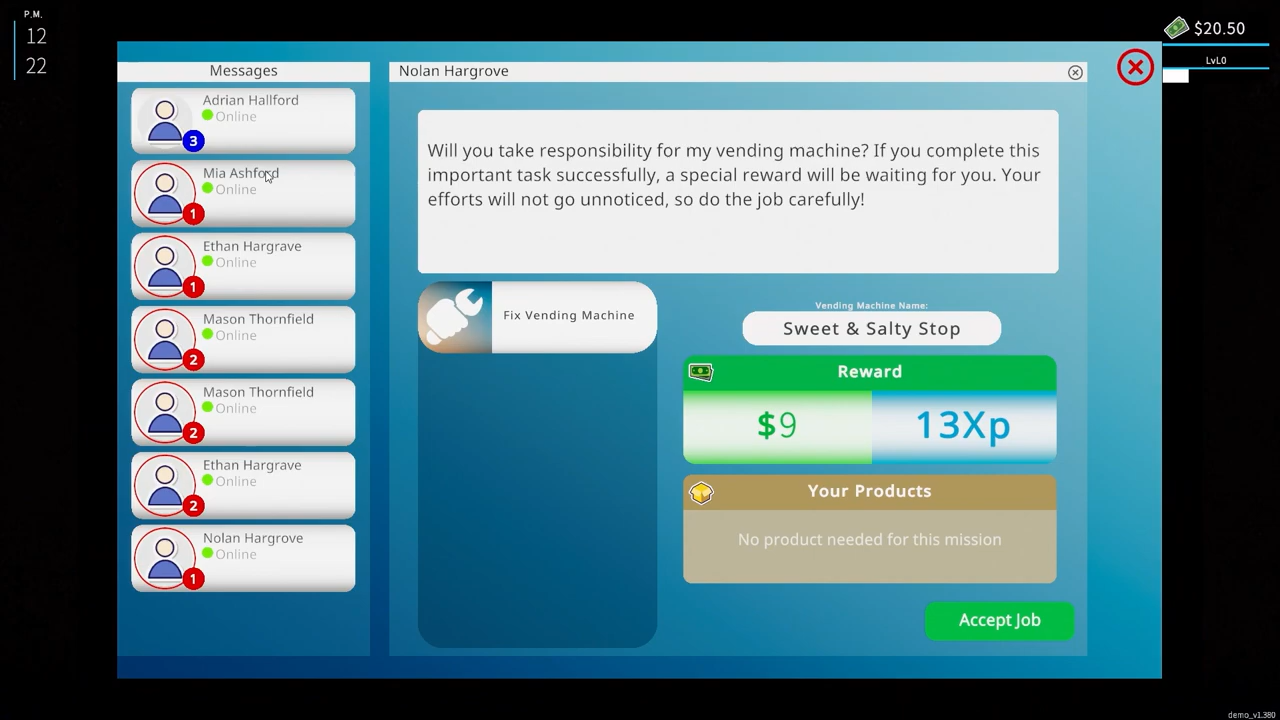 P.M.
12
22
$20.50
LvL0
Messages
Adrian Hallford
Online
3
Mia Ashford
Online
1
Ethan Hargrave
Online
1
Mason Thornfield
Online
2
Mason Thornfield
Online
2
Ethan Hargrave
Online
2
Nolan Hargrove
Online
1
Nolan Hargrove
Will you take responsibility for my vending machine? If you complete this
important task successfully, a special reward will be waiting for you. Your
efforts will not go unnoticed, so do the job carefully!
Fix Vending Machine
Vending Machine Name:
Sweet & Salty Stop
Reward
$9
13Xp
Your Products
No product needed for this mission
Accept Job
demo_v1.380